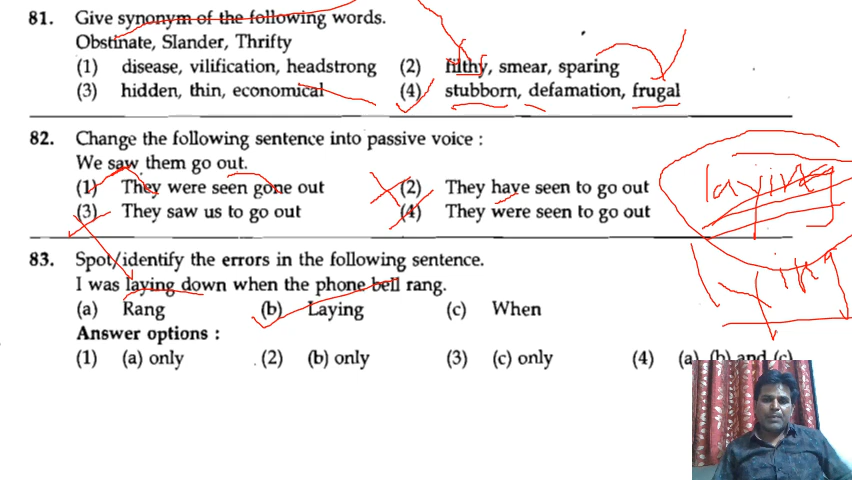 81. Give synonym of the following words.
Obstinate, Slander, Thrifty
(1) disease, vilification, headstrong (2) filthy, smear, sparing
(3) hidden, thin, economical (4) stubborn, defamation, frugal
82. Change the following sentence into passive voice :
We saw them go out.
(1) They were seen gone out (2) They have seen to go out
(3) They saw us to go out (4) They were seen to go out
83. Spot/identify the errors in the following sentence.
I was laying down when the phone bell rang.
(a) Rang (b) Laying (c) When
Answer options :
(1) (a) only (2) (b) only (3) (c) only (4) (a), (b) and (c)
laying
ying